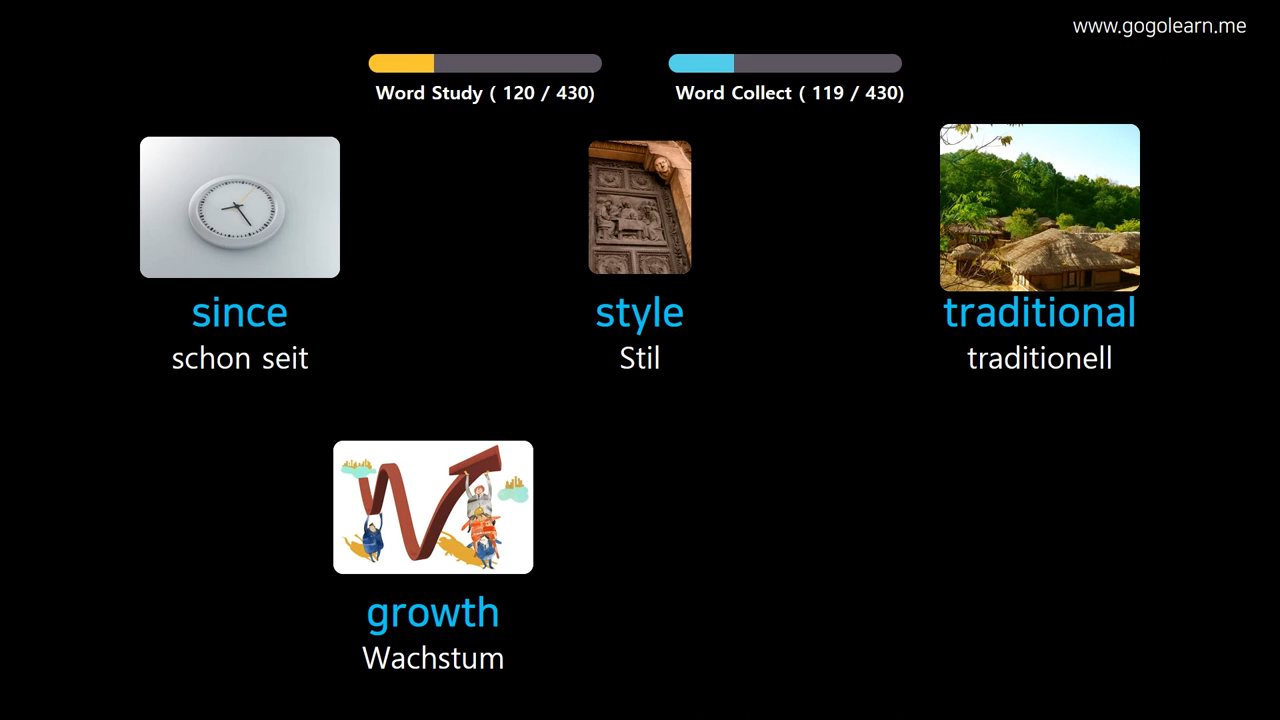 www.gogolearn.me
Word Study ( 120 / 430)
Word Collect ( 119 / 430)
since
schon seit
style
Stil
traditional
traditionell
growth
Wachstum